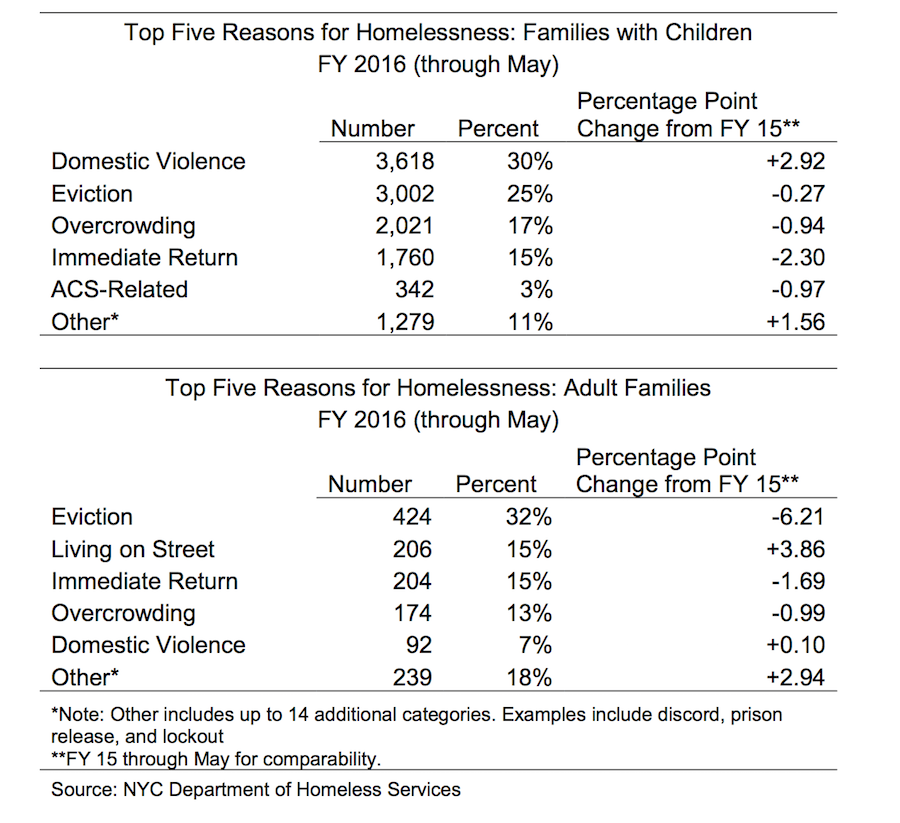 Top Five Reasons for Homelessness: Families with Children
FY 2016 (through May)
Percentage Point
Number Percent Change from FY 15**
Domestic Violence 3,618 30% +2.92
Eviction 3,002 25% -0.27
Overcrowding 2,021 17% -0.94
Immediate Return 1,760 15% -2.30
ACS-Related 342 3% -0.97
Other* 1,279 11% +1.56
Top Five Reasons for Homelessness: Adult Families
FY 2016 (through May)
Percentage Point
Number Percent Change from FY 15**
Eviction 424 32% -6.21
Living on Street 206 15% +3.86
Immediate Return 204 15% -1.69
Overcrowding 174 13% -0.99
Domestic Violence 92 7% +0.10
Other* 239 18% +2.94
*Note: Other includes up to 14 additional categories. Examples include discord, prison
release, and lockout
**FY 15 through May for comparability.
Source: NYC Department of Homeless Services